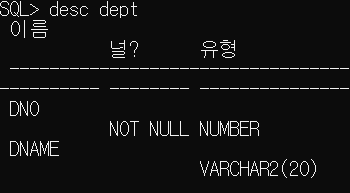 SQL> desc dept
이름
널? 유형
----------------------------------
---------- -------- ---------------
DNO
NOT NULL NUMBER
DNAME
VARCHAR2(20)